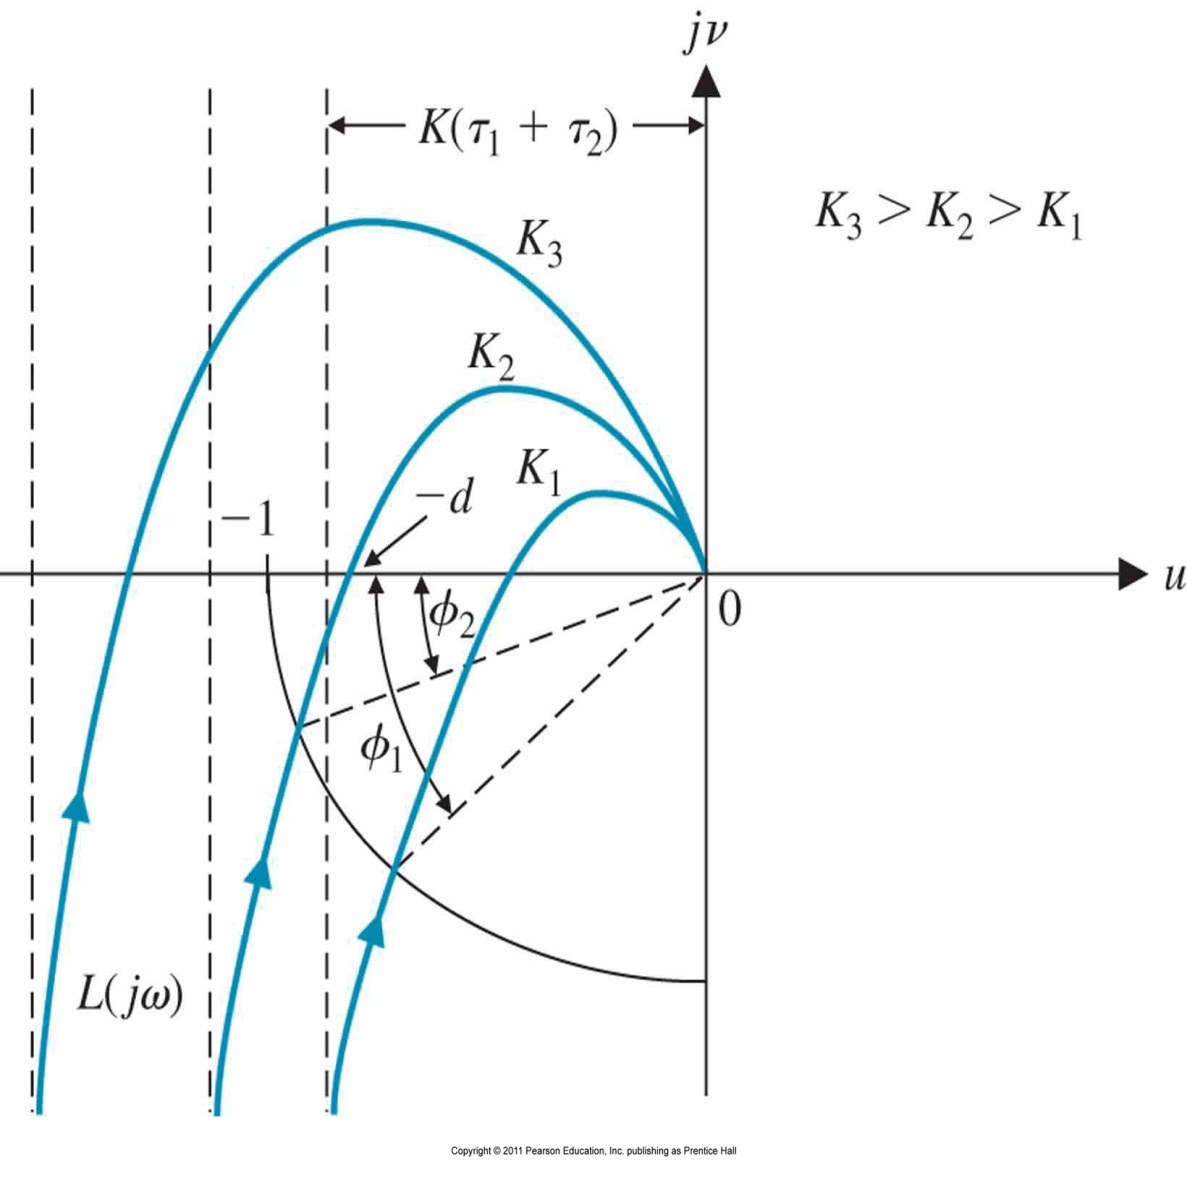 jν
K(τ₁ + τ₂)
K₃ > K₂ > K₁
K₃
K₂
K₁
−d
−1
u
0
ϕ₂
ϕ₁
L(jω)
Copyright © 2011 Pearson Education, Inc. publishing as Prentice Hall